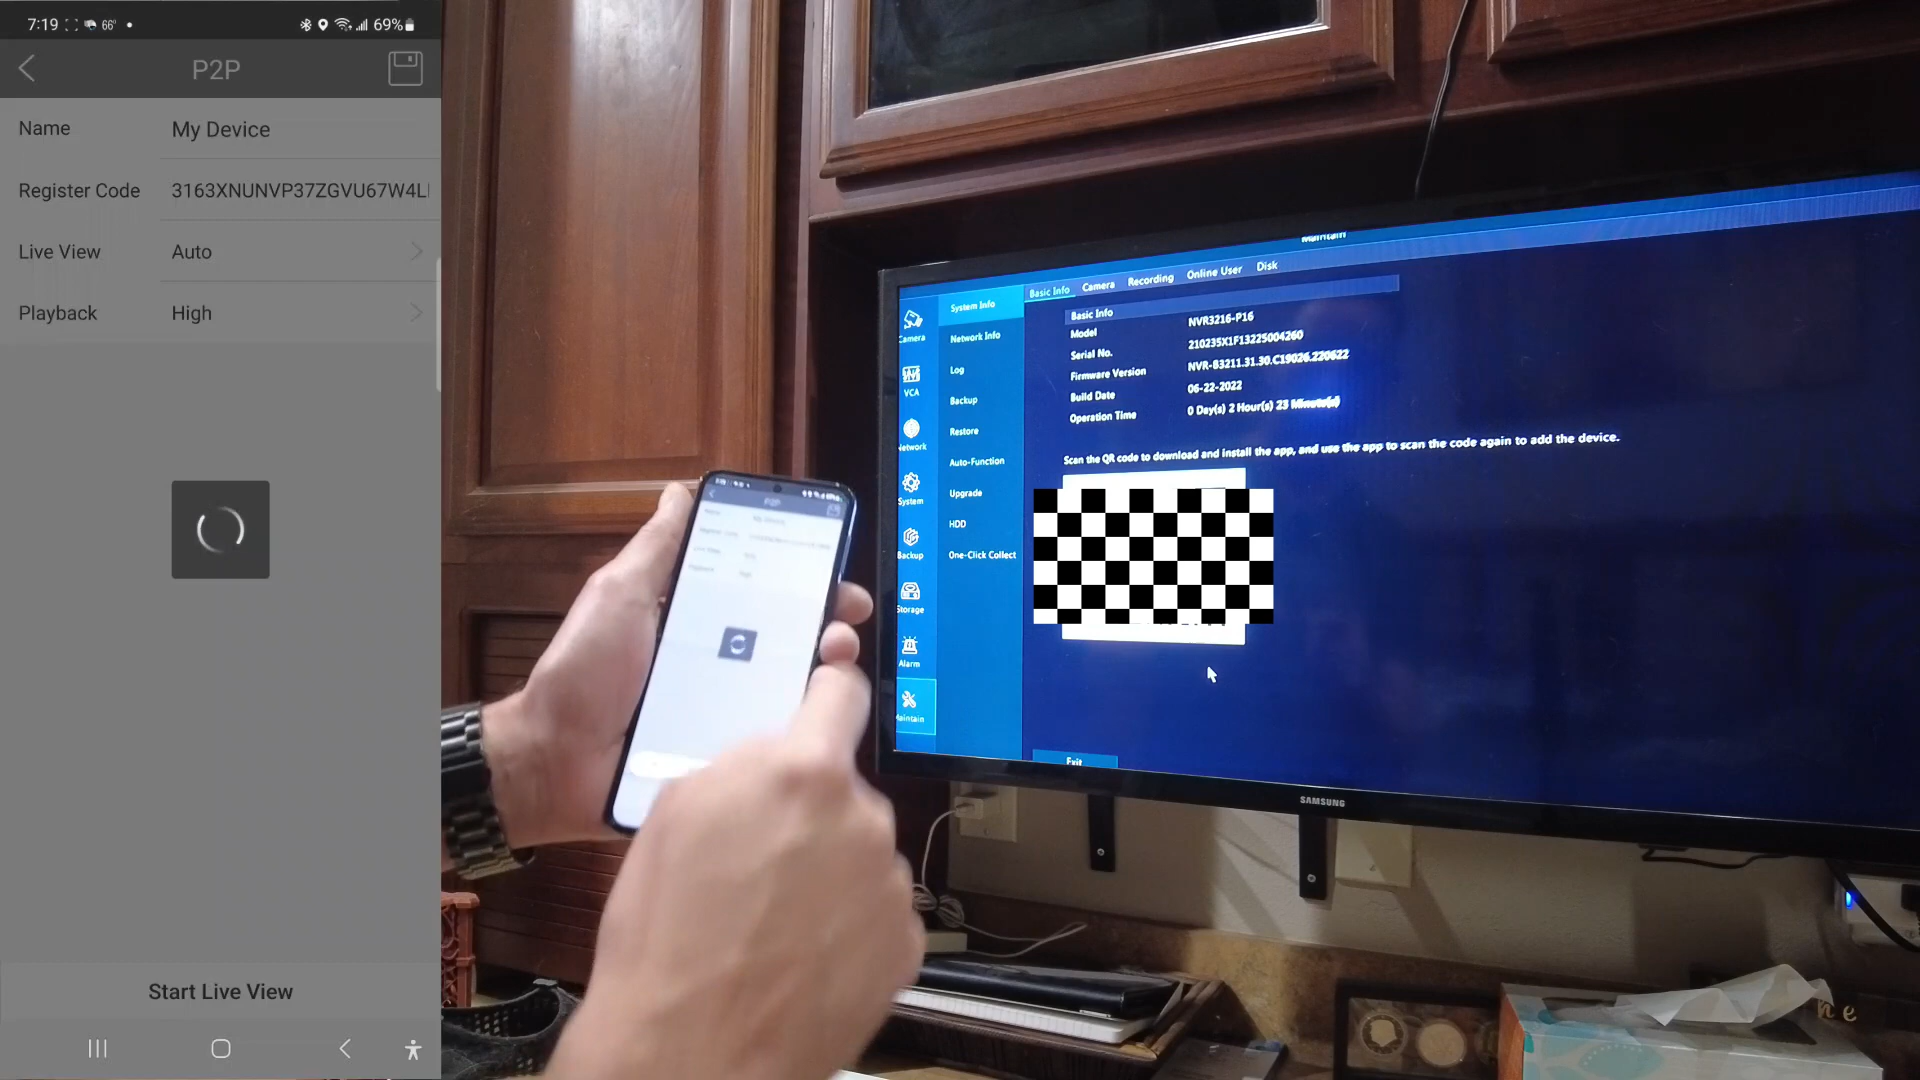 7:19 66° 69%
P2P
Name My Device
Register Code 3163XNUNVP37ZGVU67W4L
Live View Auto
Playback High
Start Live View
Maintain
System Info
Network Info
Log
Backup
Restore
Auto-Function
Upgrade
HDD
One-Click Collect
Camera
VCA
Network
System
Backup
Storage
Alarm
Maintain
Basic Info Camera Recording Online User Disk
Basic Info
Model NVR3216-P16
Serial No. 210235X1F13225004260
Firmware Version NVR-B3211.31.30.C19026.220622
Build Date 06-22-2022
Operation Time 0 Day(s) 2 Hour(s) 23 Minute(s)
Scan the QR code to download and install the app, and use the app to scan the code again to add the device.
Exit
SAMSUNG
he